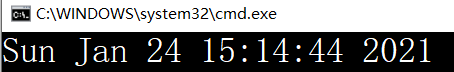 C:\WINDOWS\system32\cmd.exe
Sun Jan 24 15:14:44 2021